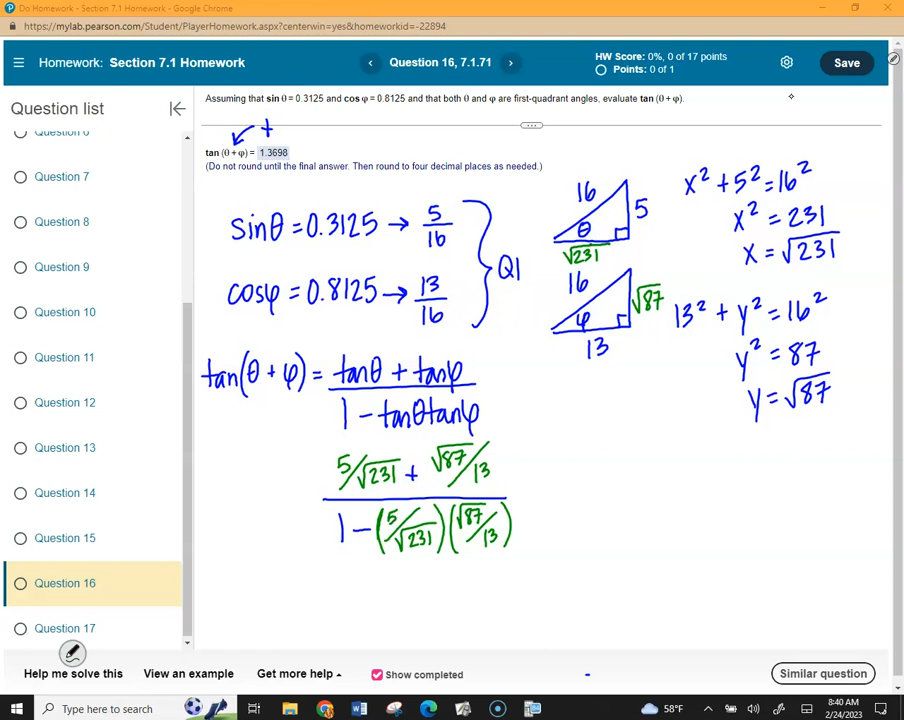 Do Homework - Section 7.1 Homework - Google Chrome
https://mylab.pearson.com/Student/PlayerHomework.aspx?centerwin=yes&homeworkid=-22894
Homework: Section 7.1 Homework
Question 16, 7.1.71
HW Score: 0%, 0 of 17 points
Points: 0 of 1
Save
Question list
Question 6
Question 7
Question 8
Question 9
Question 10
Question 11
Question 12
Question 13
Question 14
Question 15
Question 16
Question 17
Assuming that sin θ = 0.3125 and cos φ = 0.8125 and that both θ and φ are first-quadrant angles, evaluate tan (θ + φ).
+
tan (θ + φ) = 1.3698
(Do not round until the final answer. Then round to four decimal places as needed.)
sinθ = 0.3125 → 5/16
cosφ = 0.8125 → 13/16
} Q1
16
5
θ
√231
16
√87
φ
13
x² + 5² = 16²
x² = 231
x = √231
13² + y² = 16²
y² = 87
y = √87
tan(θ + φ) = tanθ + tanφ
1 - tanθtanφ
5/√231 + √87/13
1 - (5/√231)(√87/13)
Help me solve this
View an example
Get more help
Show completed
Similar question
Type here to search
58°F
8:40 AM
2/24/2023